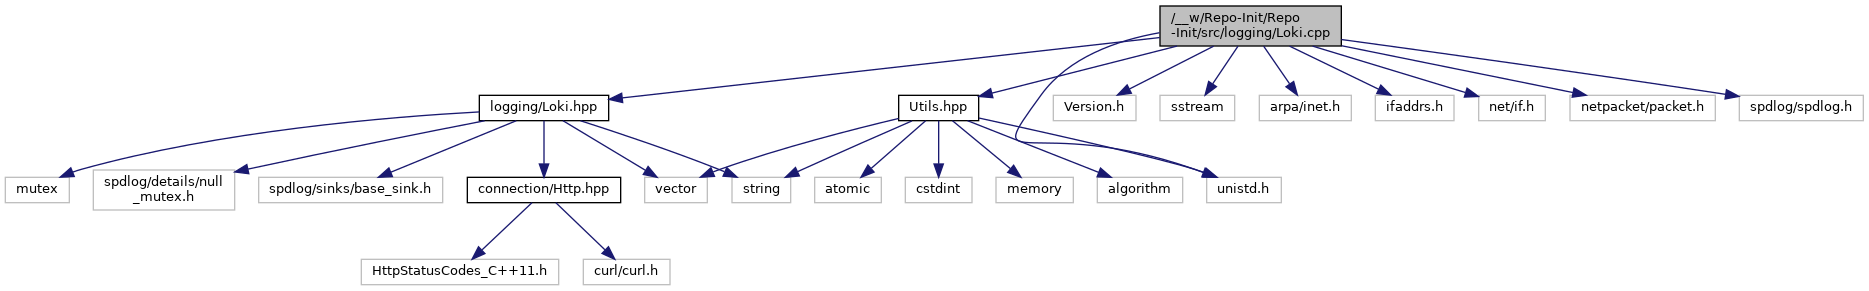 /__w/Repo-Init/Repo
-Init/src/logging/Loki.cpp
logging/Loki.hpp
Utils.hpp
Version.h
sstream
arpa/inet.h
ifaddrs.h
net/if.h
netpacket/packet.h
spdlog/spdlog.h
mutex
spdlog/details/null
_mutex.h
spdlog/sinks/base_sink.h
connection/Http.hpp
vector
string
atomic
cstdint
memory
algorithm
unistd.h
HttpStatusCodes_C++11.h
curl/curl.h